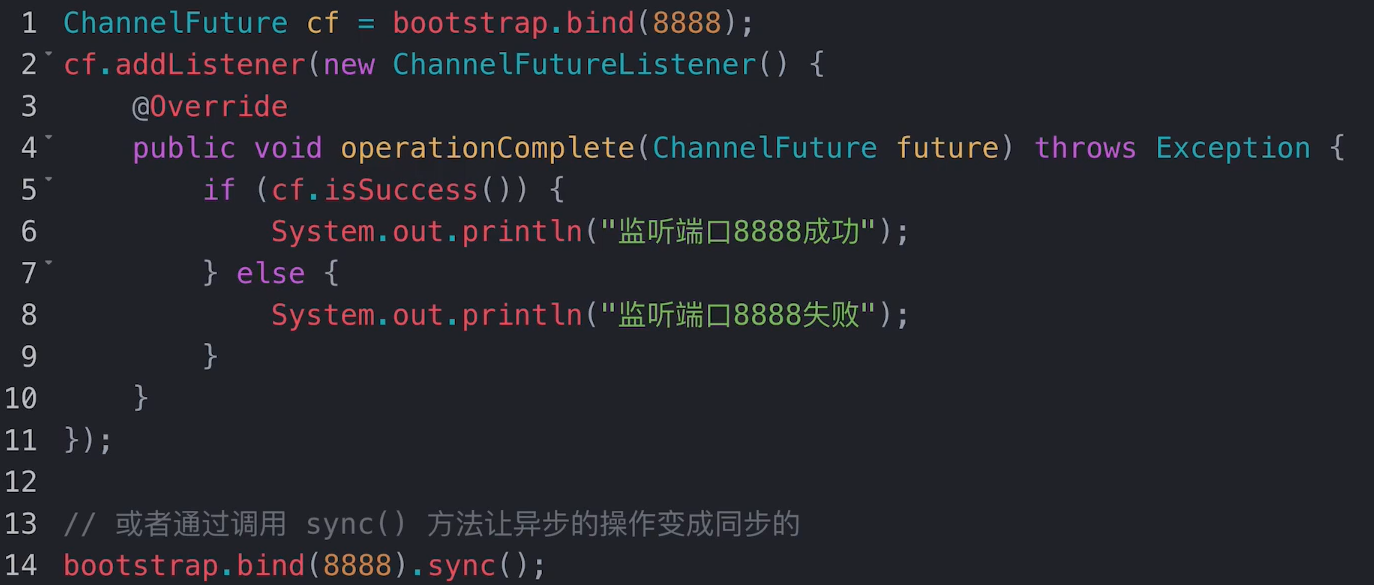 1 ChannelFuture cf = bootstrap.bind(8888);
2 cf.addListener(new ChannelFutureListener() {
3     @Override
4     public void operationComplete(ChannelFuture future) throws Exception {
5         if (cf.isSuccess()) {
6             System.out.println("监听端口8888成功");
7         } else {
8             System.out.println("监听端口8888失败");
9         }
10     }
11 });
12
13 // 或者通过调用 sync() 方法让异步的操作变成同步的
14 bootstrap.bind(8888).sync();